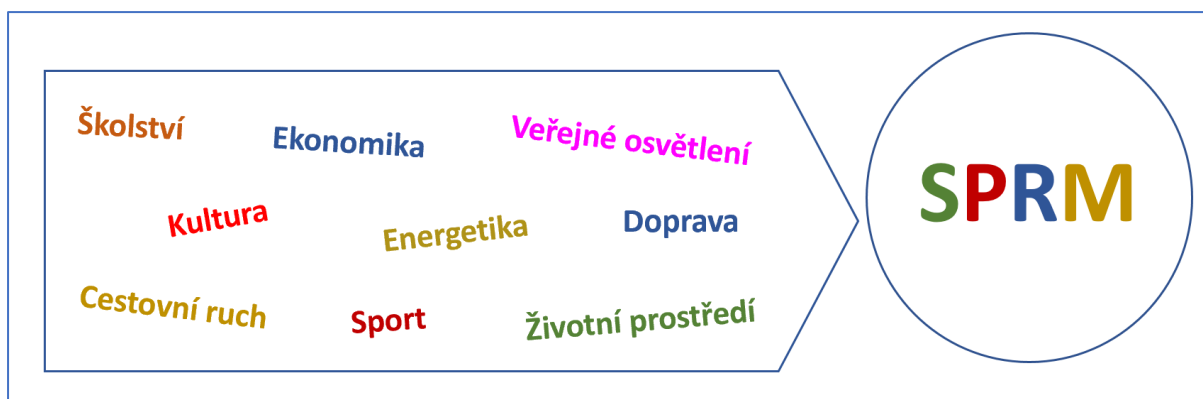 Školství
Ekonomika
Veřejné osvětlení
Kultura
Energetika
Doprava
Cestovní ruch
Sport
Životní prostředí
SPRM